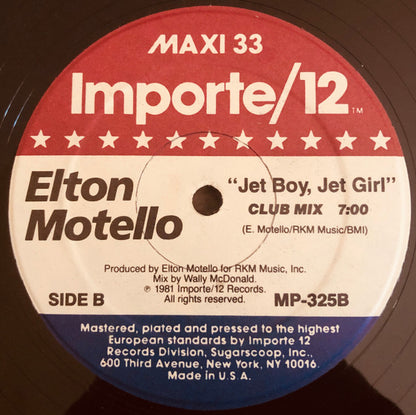 MAXI 33
Importe/12 TM
Elton
Motello
"Jet Boy, Jet Girl"
CLUB MIX 7:00
(E. Motello/RKM Music/BMI)
Produced by Elton Motello for RKM Music, Inc.
Mix by Wally McDonald.
℗ 1981 Importe/12 Records.
All rights reserved.
SIDE B
MP-325B
Mastered, plated and pressed to the highest
European standards by Importe 12
Records Division, Sugarscoop, Inc.,
600 Third Avenue, New York, NY 10016.
Made in U.S.A.